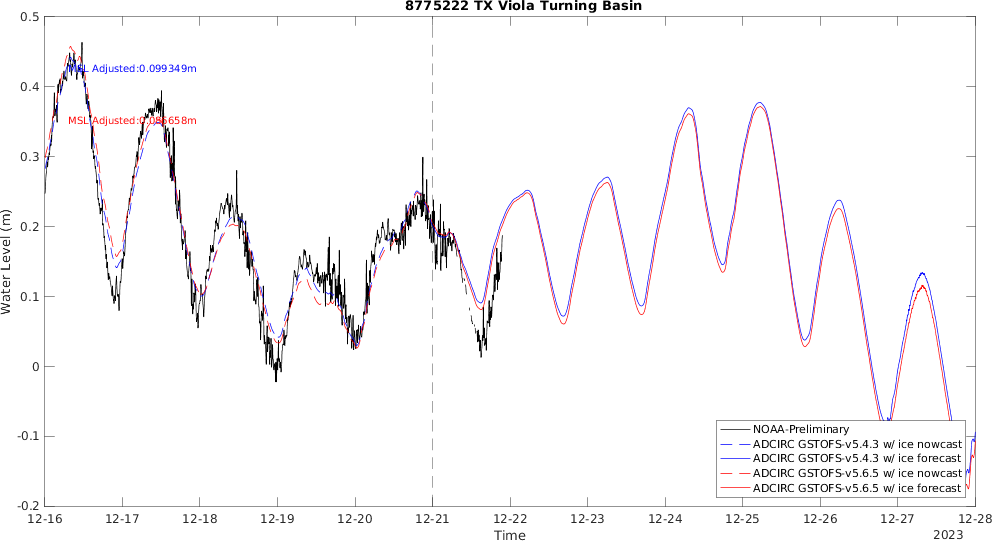 8775222 TX Viola Turning Basin
0.5
0.4
0.3
0.2
0.1
0
-0.1
-0.2
Water Level (m)
Adjusted:0.099349m
MSL Adjusted:0.086658m
NOAA-Preliminary
ADCIRC GSTOFS-v5.4.3 w/ ice nowcast
ADCIRC GSTOFS-v5.4.3 w/ ice forecast
ADCIRC GSTOFS-v5.6.5 w/ ice nowcast
ADCIRC GSTOFS-v5.6.5 w/ ice forecast
12-16 12-17 12-18 12-19 12-20 12-21 12-22 12-23 12-24 12-25 12-26 12-27 12-28
Time
2023